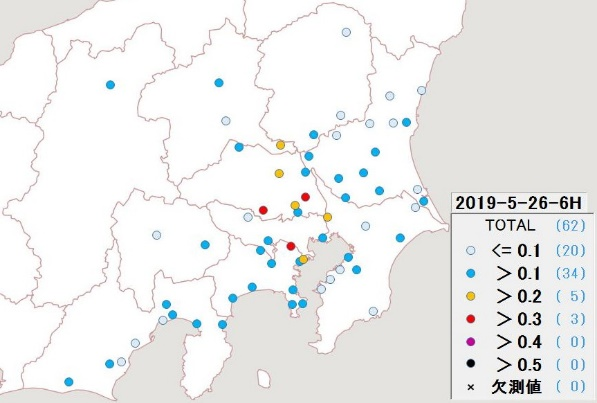 2019-5-26-6H
TOTAL (62)
<= 0.1 (20)
＞ 0.1 (34)
＞ 0.2 ( 5)
＞ 0.3 ( 3)
＞ 0.4 ( 0)
＞ 0.5 ( 0)
× 欠測値 ( 0)